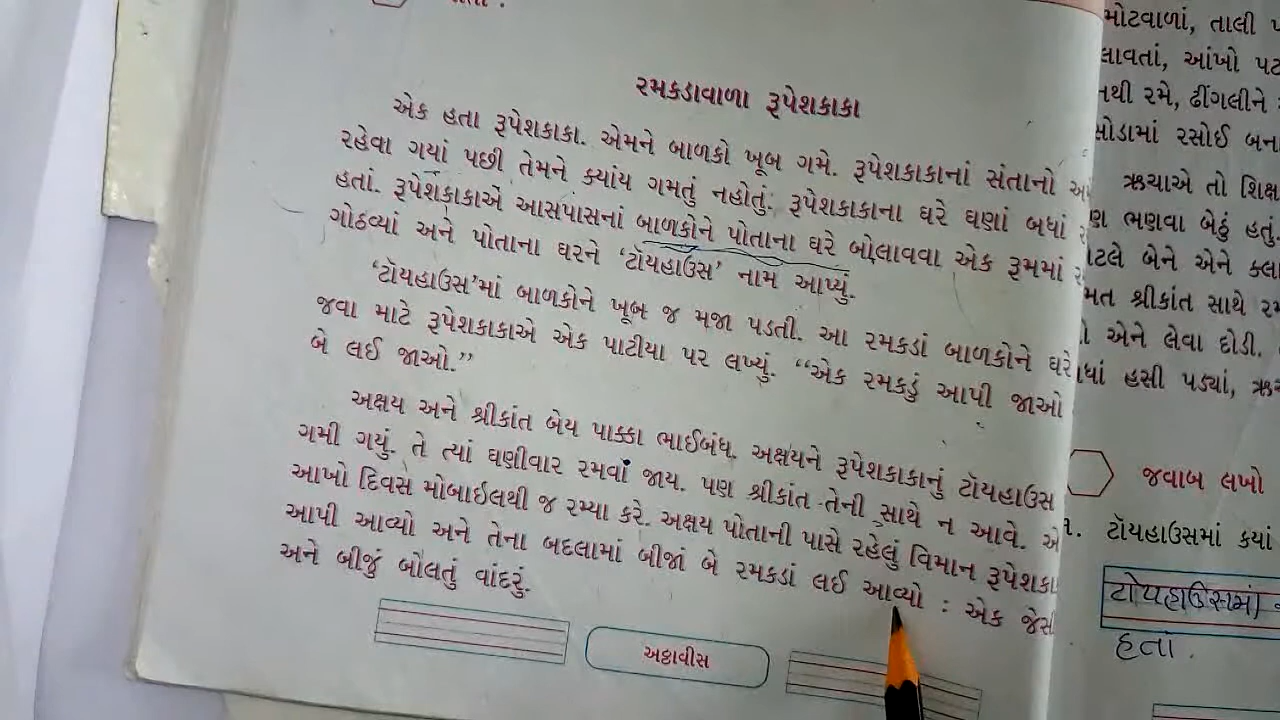 રમકડાવાળા રૂપેશકાકા
એક હતા રૂપેશકાકા. એમને બાળકો ખૂબ ગમે. રૂપેશકાકાનાં સંતાનો
રહેવા ગયાં પછી તેમને ક્યાંય ગમતું નહોતું. રૂપેશકાકાના ઘરે ઘણાં બધાં
હતાં. રૂપેશકાકાએ આસપાસનાં બાળકોને પોતાના ઘરે બોલાવવા એક રૂમમાં
ગોઠવ્યાં અને પોતાના ઘરને ‘ટૉયહાઉસ’ નામ આપ્યું.
‘ટૉયહાઉસ’માં બાળકોને ખૂબ જ મજા પડતી. આ રમકડાં બાળકોને ઘરે
જવા માટે રૂપેશકાકાએ એક પાટીયા પર લખ્યું. “એક રમકડું આપી જાઓ
બે લઈ જાઓ.”
અક્ષય અને શ્રીકાંત બેય પાક્કા ભાઈબંધ. અક્ષયને રૂપેશકાકાનું ટૉયહાઉસ
ગમી ગયું. તે ત્યાં ઘણીવાર રમવા જાય. પણ શ્રીકાંત તેની સાથે ન આવે. એ
આખો દિવસ મોબાઈલથી જ રમ્યા કરે. અક્ષય પોતાની પાસે રહેલું વિમાન રૂપેશકા
આપી આવ્યો અને તેના બદલામાં બીજાં બે રમકડાં લઈ આવ્યો : એક જેસ
અને બીજું બોલતું વાંદરું.
અઠ્ઠાવીસ
મોટવાળાં, તાલી
લાવતાં, આંખો પટ
નથી રમે, ઢીંગલીને
સોડામાં રસોઈ બન
ઋચાએ તો શિક્ષ
ણ ભણવા બેઠું હતું.
ટલે બેને એને ક્લા
મત શ્રીકાંત સાથે રમ
એને લેવા દોડી.
ધાં હસી પડ્યાં, ઋચ
જવાબ લખો
૧. ટૉયહાઉસમાં કયાં
ટોયહાઉસમાં
હતા.